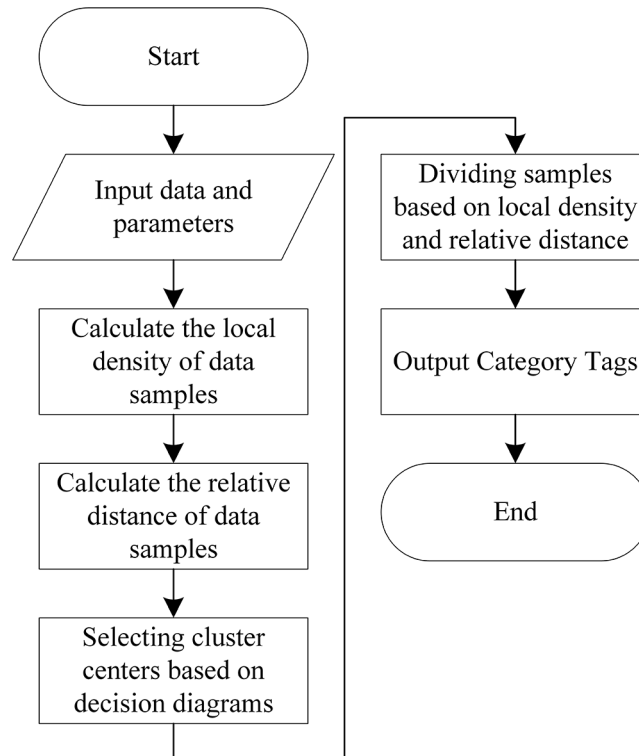 Start
Input data and
parameters
Calculate the local
density of data
samples
Calculate the relative
distance of data
samples
Selecting cluster
centers based on
decision diagrams
Dividing samples
based on local density
and relative distance
Output Category Tags
End